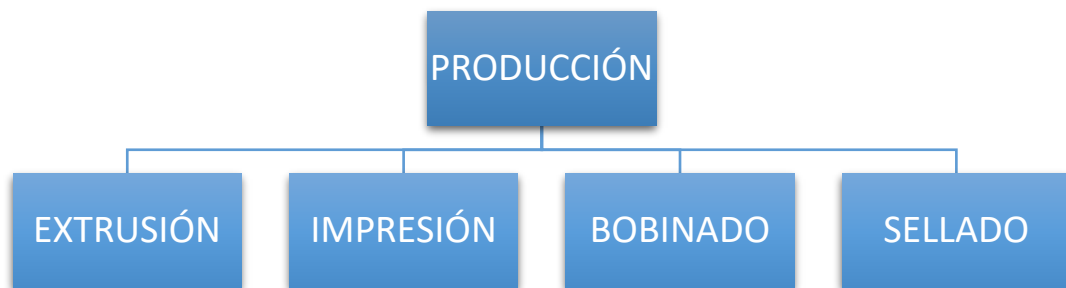 PRODUCCIÓN
EXTRUSIÓN
IMPRESIÓN
BOBINADO
SELLADO